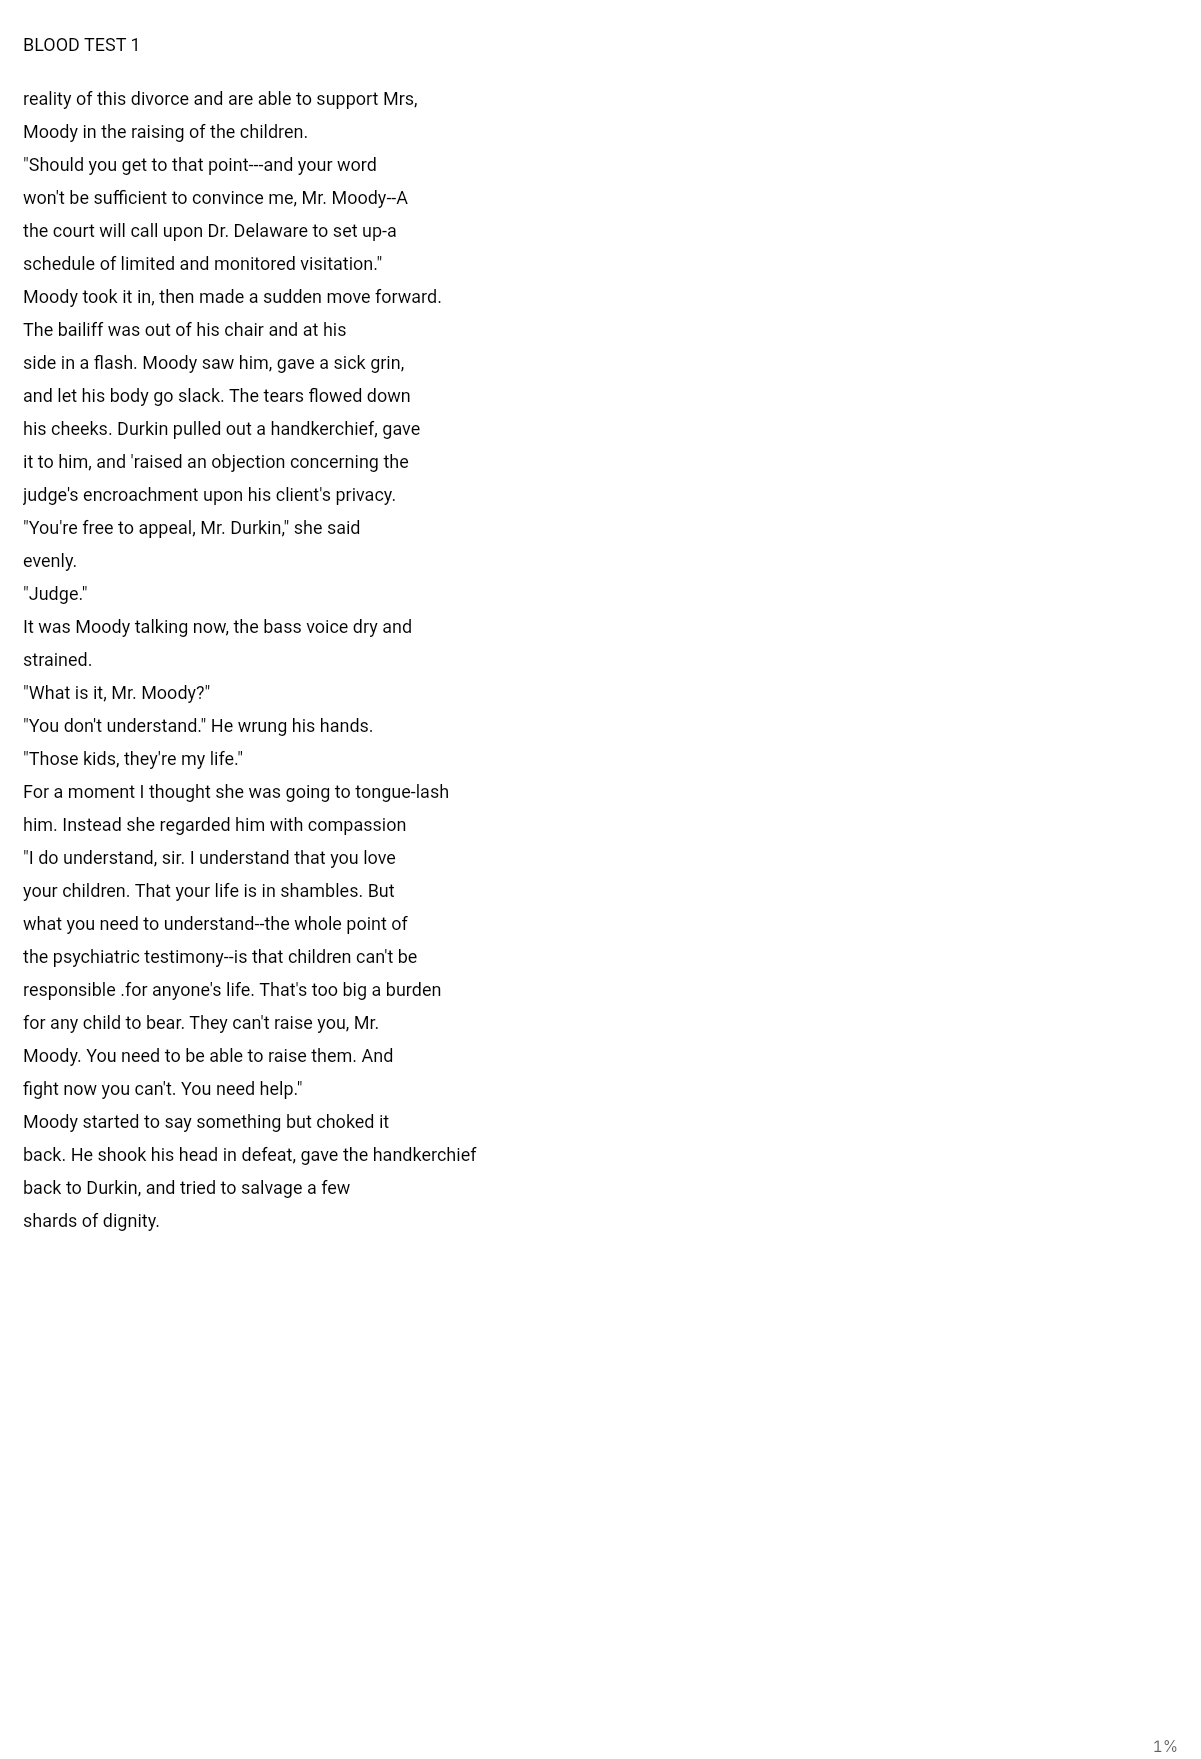 BLOOD TEST 1
reality of this divorce and are able to support Mrs,
Moody in the raising of the children.
"Should you get to that point---and your word
won't be sufficient to convince me, Mr. Moody--A
the court will call upon Dr. Delaware to set up-a
schedule of limited and monitored visitation."
Moody took it in, then made a sudden move forward.
The bailiff was out of his chair and at his
side in a flash. Moody saw him, gave a sick grin,
and let his body go slack. The tears flowed down
his cheeks. Durkin pulled out a handkerchief, gave
it to him, and 'raised an objection concerning the
judge's encroachment upon his client's privacy.
"You're free to appeal, Mr. Durkin," she said
evenly.
"Judge."
It was Moody talking now, the bass voice dry and
strained.
"What is it, Mr. Moody?"
"You don't understand." He wrung his hands.
"Those kids, they're my life."
For a moment I thought she was going to tongue-lash
him. Instead she regarded him with compassion
"I do understand, sir. I understand that you love
your children. That your life is in shambles. But
what you need to understand--the whole point of
the psychiatric testimony--is that children can't be
responsible .for anyone's life. That's too big a burden
for any child to bear. They can't raise you, Mr.
Moody. You need to be able to raise them. And
fight now you can't. You need help."
Moody started to say something but choked it
back. He shook his head in defeat, gave the handkerchief
back to Durkin, and tried to salvage a few
shards of dignity.
1%